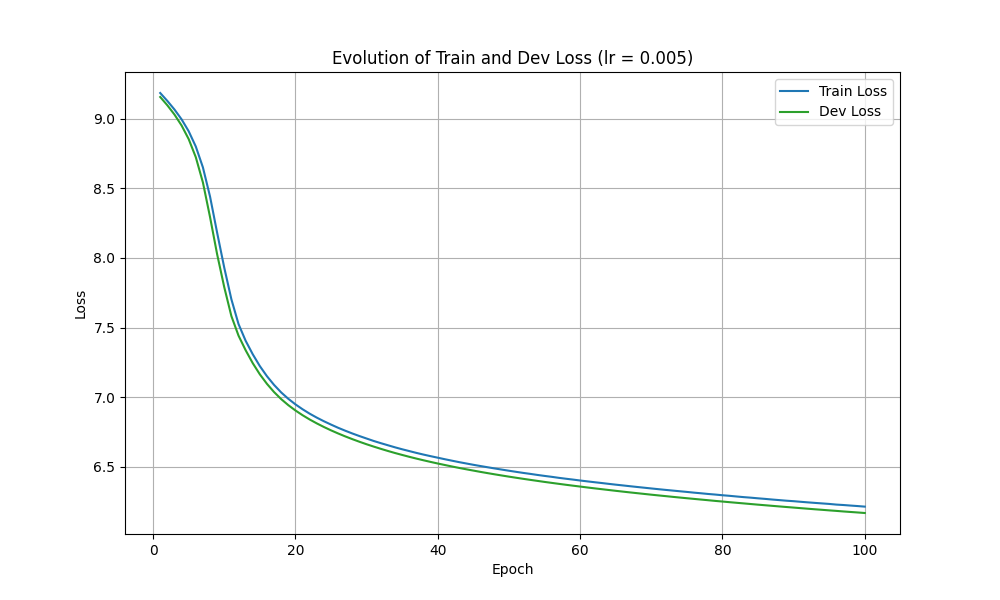 Evolution of Train and Dev Loss (lr = 0.005)
Train Loss
Dev Loss
9.0
8.5
8.0
7.5
7.0
6.5
Loss
0
20
40
60
80
100
Epoch